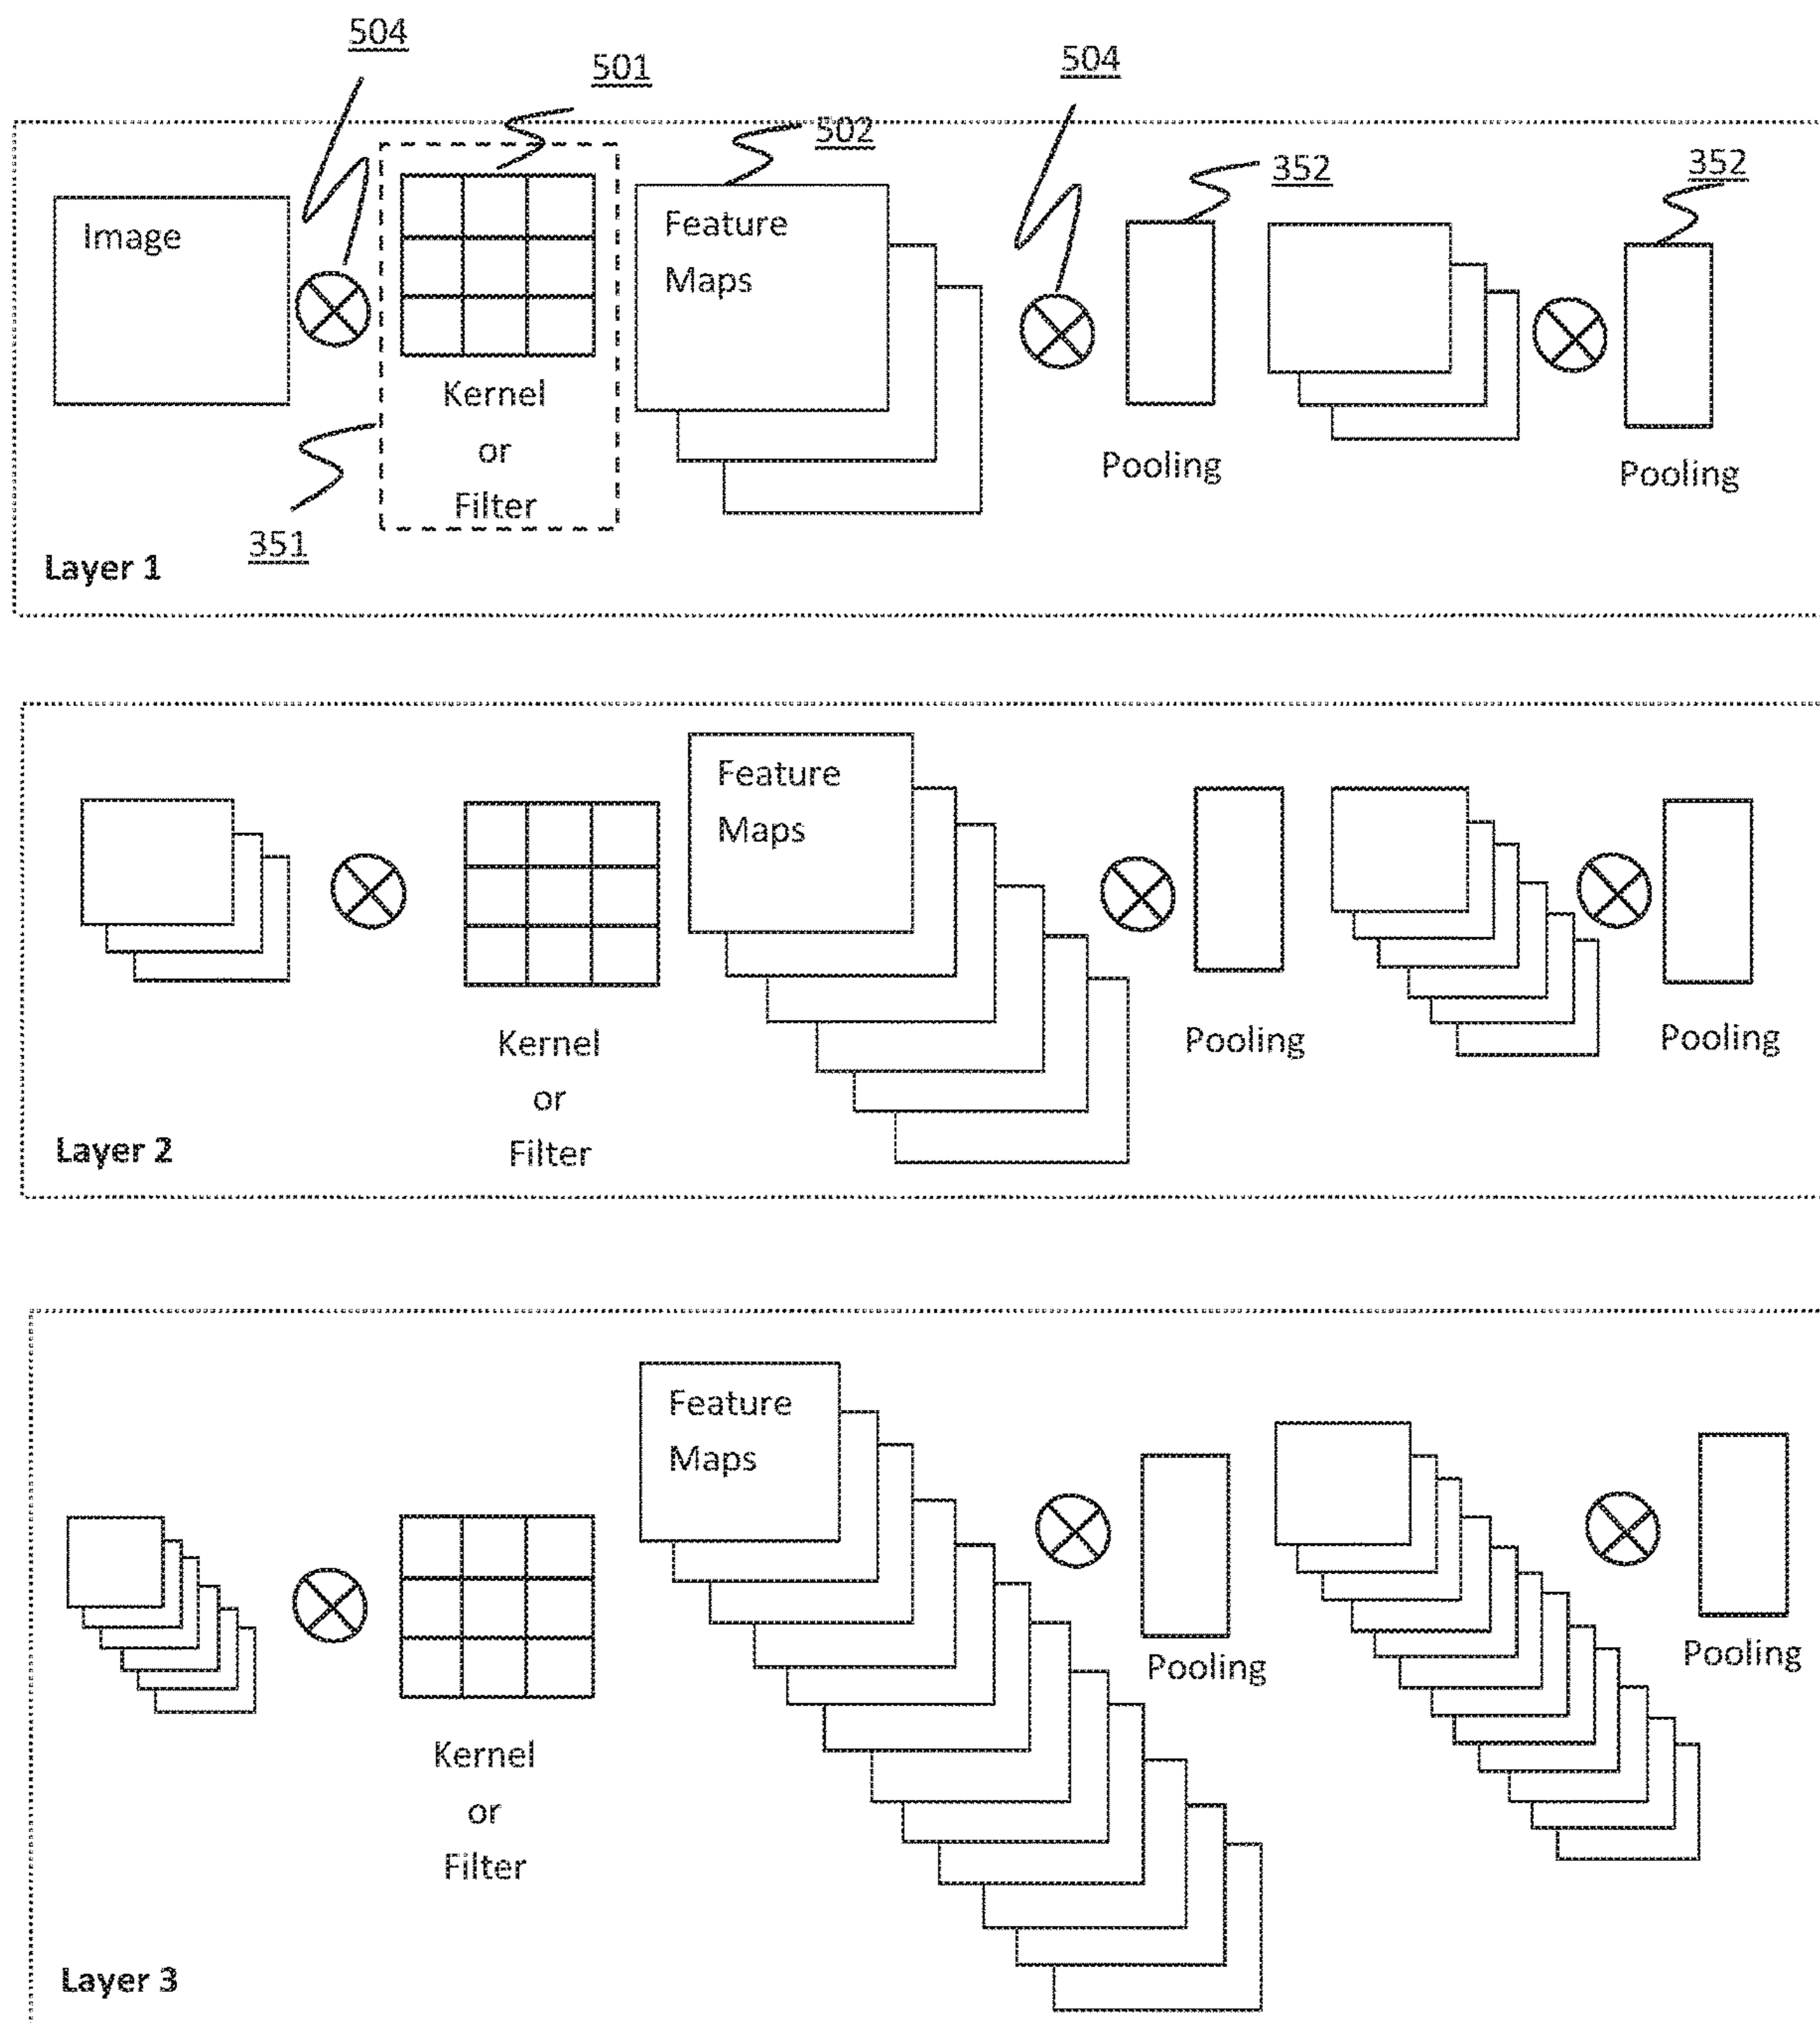 504
501
504
502
352
352
Image
Feature
Maps
Kernel
or
Filter
Pooling
Pooling
351
Layer 1
Feature
Maps
Kernel
or
Filter
Pooling
Pooling
Layer 2
Feature
Maps
Pooling
Pooling
Kernel
or
Filter
Layer 3